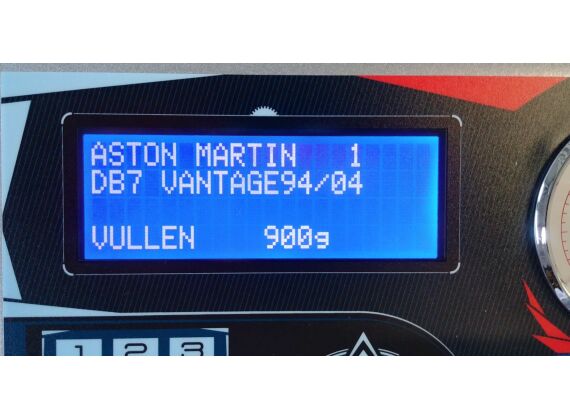 ASTON MARTIN 1
DB7 VANTAGE94/04
VULLEN 900g
1 2 3